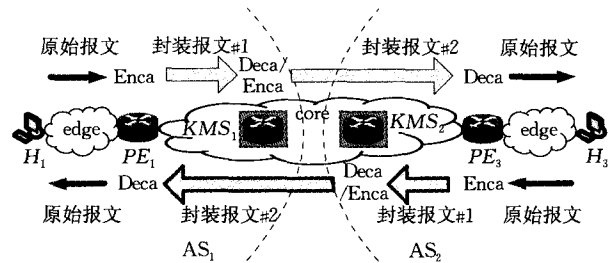 原始报文 封装报文#1 Deca/ 封装报文#2 原始报文
Enca Enca Deca
core
edge KMS₁ KMS₂ edge
H₁ PE₁ PE₃ H₃
Deca Deca Enca
/Enca
原始报文 封装报文#2 封装报文#1 原始报文
AS₁ AS₂